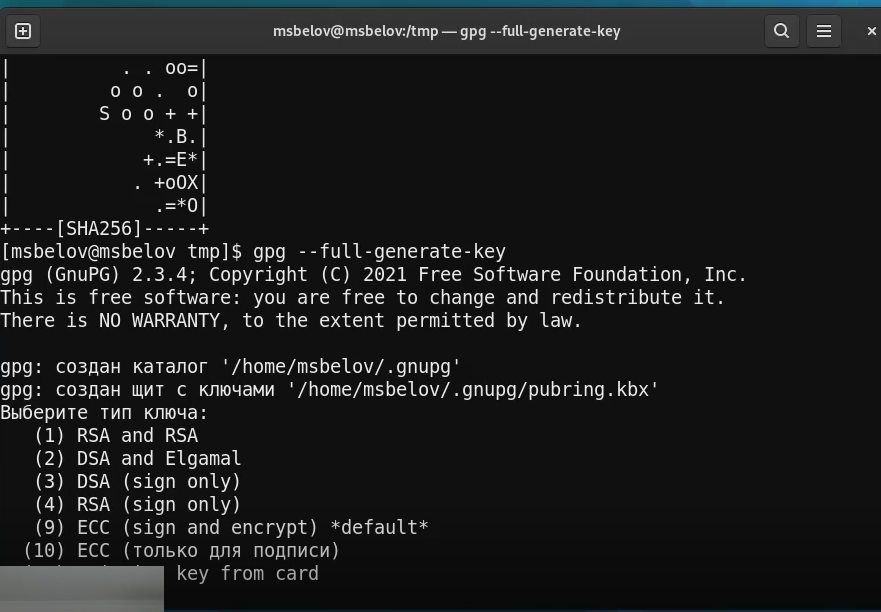 msbelov@msbelov:/tmp — gpg --full-generate-key
|          . . oo=|
|         o o .  o|
|        S o o + +|
|             *.B.|
|            +.=E*|
|           . +oOX|
|             .=*O|
+----[SHA256]-----+
[msbelov@msbelov tmp]$ gpg --full-generate-key
gpg (GnuPG) 2.3.4; Copyright (C) 2021 Free Software Foundation, Inc.
This is free software: you are free to change and redistribute it.
There is NO WARRANTY, to the extent permitted by law.
gpg: создан каталог '/home/msbelov/.gnupg'
gpg: создан щит с ключами '/home/msbelov/.gnupg/pubring.kbx'
Выберите тип ключа:
   (1) RSA and RSA
   (2) DSA and Elgamal
   (3) DSA (sign only)
   (4) RSA (sign only)
   (9) ECC (sign and encrypt) *default*
  (10) ECC (только для подписи)
key from card